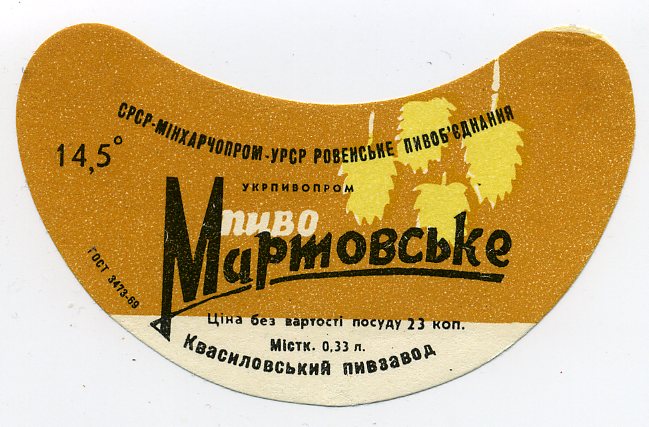 СРСР-МІНХАРЧОПРОМ-УРСР РОВЕНСЬКЕ ПИВОБ'ЄДНАННЯ
14,5°
УКРПИВОПРОМ
пиво
Мартовське
ГОСТ 3473-69
Ціна без вартості посуду 23 коп.
Містк. 0,33 л.
Квасиловський пивзавод